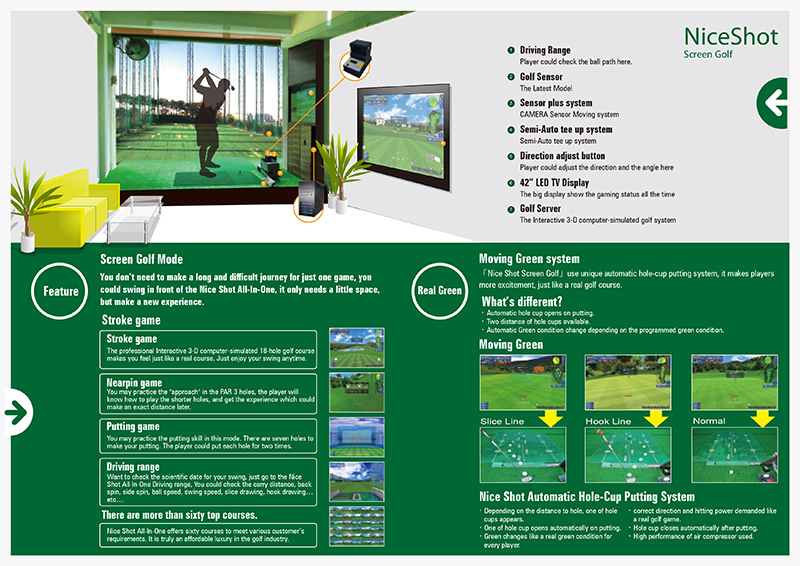 NiceShot
Screen Golf
1 Driving Range
Player could check the ball path here.
2 Golf Sensor
The Latest Model
3 Sensor plus system
CAMERA Sensor Moving system
4 Semi-Auto tee up system
Semi-Auto tee up system
5 Direction adjust button
Player could adjust the direction and the angle here
6 42” LED TV Display
The big display show the gaming status all the time
7 Golf Server
The Interactive 3-D computer-simulated golf system
Feature
Screen Golf Mode
You don’t need to make a long and difficult journey for just one game, you
could swing in front of the Nice Shot All-In-One, it only needs a little space,
but make a new experience.
Stroke game
Stroke game
The professional Interactive 3-D computer-simulated 18-hole golf course
makes you feel just like a real course. Just enjoy your swing anytime.
Nearpin game
You may practice the "approach" in the PAR 3 holes, the player will
know how to play the shorter holes, and get the experience which could
make an exact distance later.
Putting game
You may practice the putting skill in this mode. There are seven holes to
make your putting. The player could put each hole for two times.
Driving range
Want to check the scientific date for your swing, just go to the Nice
Shot All-In-One Driving range, You could check the carry distance, back
spin, side spin, ball speed, swing speed, slice drawing, hook drawing...
etc...
There are more than sixty top courses.
Nice Shot All-In-One offers sixty courses to meet various customer's
requirements. It is truly an affordable luxury in the golf industry.
Real Green
Moving Green system
「Nice Shot Screen Golf」use unique automatic hole-cup putting system, it makes players
more excitement, just like a real golf course.
What’s different?
· Automatic hole cup opens on putting.
· Two distance of hole cups available.
· Automatic Green condition change depending on the programmed green condition.
Moving Green
Slice Line
Hook Line
Normal
Nice Shot Automatic Hole-Cup Putting System
· Depending on the distance to hole, one of hole
cups appears.
· One of hole cup opens automatically on putting.
· Green changes like a real green condition for
every player.
· correct direction and hitting power demanded like
a real golf game.
· Hole cup closes automatically after putting.
· High performance of air compressor used.